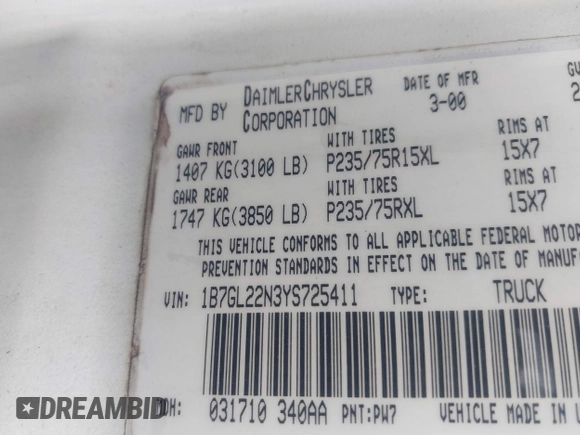 MFD BY DAIMLERCHRYSLER CORPORATION
DATE OF MFR 3-00
GAWR FRONT WITH TIRES RIMS AT
1407 KG(3100 LB) P235/75R15XL 15X7
GAWR REAR WITH TIRES RIMS AT
1747 KG(3850 LB) P235/75RXL 15X7
THIS VEHICLE CONFORMS TO ALL APPLICABLE FEDERAL MOTOR
PREVENTION STANDARDS IN EFFECT ON THE DATE OF MANUF
VIN: 1B7GL22N3YS725411 TYPE: TRUCK
MDH: 031710 340AA PNT:PW7 VEHICLE MADE IN
DREAMBID